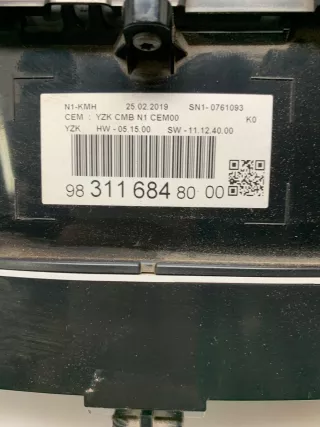 N1-KMH 25.02.2019 SN1- 0761093
CEM : YZK CMB N1 CEM00 K0
YZK HW - 05.15.00 SW - 11.12.40.00
98 311 684 80 00